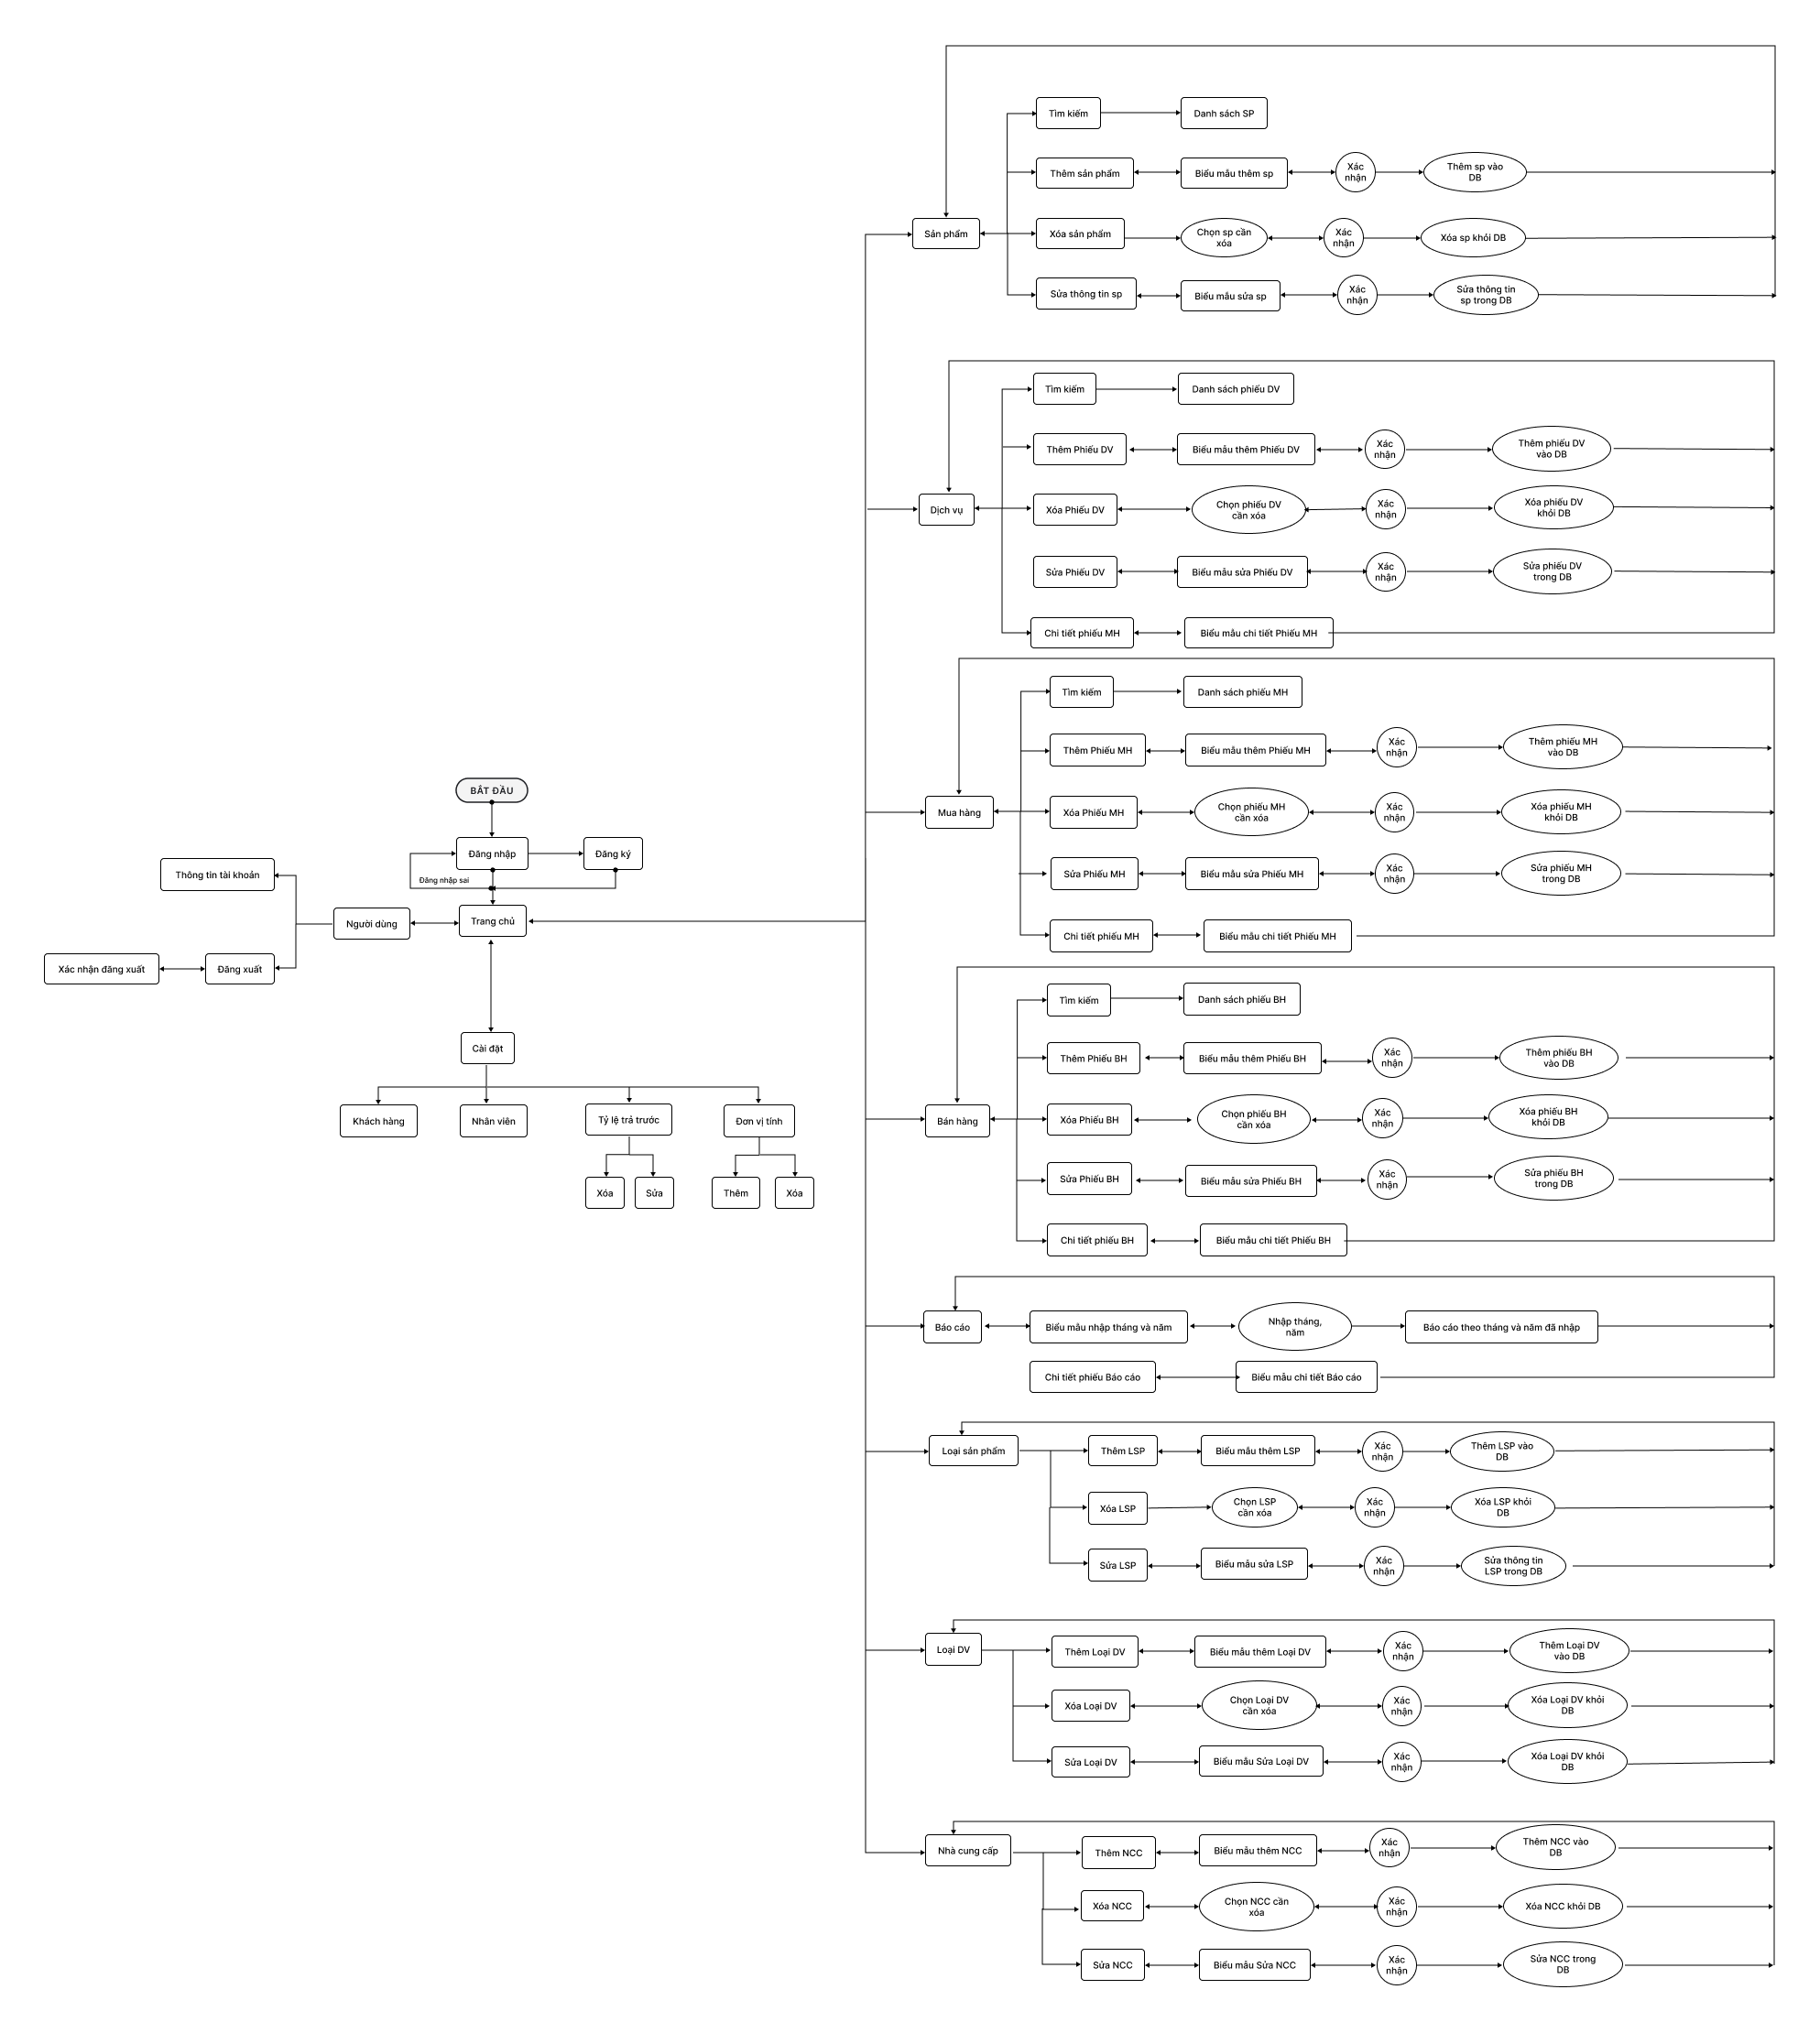 Tìm kiếm
Danh sách SP
Thêm sản phẩm
Biểu mẫu thêm sp
Xác
nhận
Thêm sp vào
DB
Sản phẩm
Xóa sản phẩm
Chọn sp cần
xóa
Xác
nhận
Xóa sp khỏi DB
Sửa thông tin sp
Biểu mẫu sửa sp
Xác
nhận
Sửa thông tin
sp trong DB
Tìm kiếm
Danh sách phiếu DV
Thêm Phiếu DV
Biểu mẫu thêm Phiếu DV
Xác
nhận
Thêm phiếu DV
vào DB
Dịch vụ
Xóa Phiếu DV
Chọn phiếu DV
cần xóa
Xác
nhận
Xóa phiếu DV
khỏi DB
Sửa Phiếu DV
Biểu mẫu sửa Phiếu DV
Xác
nhận
Sửa phiếu DV
trong DB
Chi tiết phiếu MH
Biểu mẫu chi tiết Phiếu MH
Tìm kiếm
Danh sách phiếu MH
Thêm Phiếu MH
Biểu mẫu thêm Phiếu MH
Xác
nhận
Thêm phiếu MH
vào DB
Mua hàng
Xóa Phiếu MH
Chọn phiếu MH
cần xóa
Xác
nhận
Xóa phiếu MH
khỏi DB
Sửa Phiếu MH
Biểu mẫu sửa Phiếu MH
Xác
nhận
Sửa phiếu MH
trong DB
Chi tiết phiếu MH
Biểu mẫu chi tiết Phiếu MH
BẮT ĐẦU
Đăng nhập
Đăng ký
Đăng nhập sai
Thông tin tài khoản
Người dùng
Trang chủ
Xác nhận đăng xuất
Đăng xuất
Cài đặt
Khách hàng
Nhân viên
Tỷ lệ trả trước
Đơn vị tính
Xóa
Sửa
Thêm
Xóa
Tìm kiếm
Danh sách phiếu BH
Thêm Phiếu BH
Biểu mẫu thêm Phiếu BH
Xác
nhận
Thêm phiếu BH
vào DB
Bán hàng
Xóa Phiếu BH
Chọn phiếu BH
cần xóa
Xác
nhận
Xóa phiếu BH
khỏi DB
Sửa Phiếu BH
Biểu mẫu sửa Phiếu BH
Xác
nhận
Sửa phiếu BH
trong DB
Chi tiết phiếu BH
Biểu mẫu chi tiết Phiếu BH
Báo cáo
Biểu mẫu nhập tháng và năm
Nhập tháng,
năm
Báo cáo theo tháng và năm đã nhập
Chi tiết phiếu Báo cáo
Biểu mẫu chi tiết Báo cáo
Loại sản phẩm
Thêm LSP
Biểu mẫu thêm LSP
Xác
nhận
Thêm LSP vào
DB
Xóa LSP
Chọn LSP
cần xóa
Xác
nhận
Xóa LSP khỏi
DB
Sửa LSP
Biểu mẫu sửa LSP
Xác
nhận
Sửa thông tin
LSP trong DB
Loại DV
Thêm Loại DV
Biểu mẫu thêm Loại DV
Xác
nhận
Thêm Loại DV
vào DB
Xóa Loại DV
Chọn Loại DV
cần xóa
Xác
nhận
Xóa Loại DV khỏi
DB
Sửa Loại DV
Biểu mẫu Sửa Loại DV
Xác
nhận
Xóa Loại DV khỏi
DB
Nhà cung cấp
Thêm NCC
Biểu mẫu thêm NCC
Xác
nhận
Thêm NCC vào
DB
Xóa NCC
Chọn NCC cần
xóa
Xác
nhận
Xóa NCC khỏi DB
Sửa NCC
Biểu mẫu Sửa NCC
Xác
nhận
Sửa NCC trong
DB